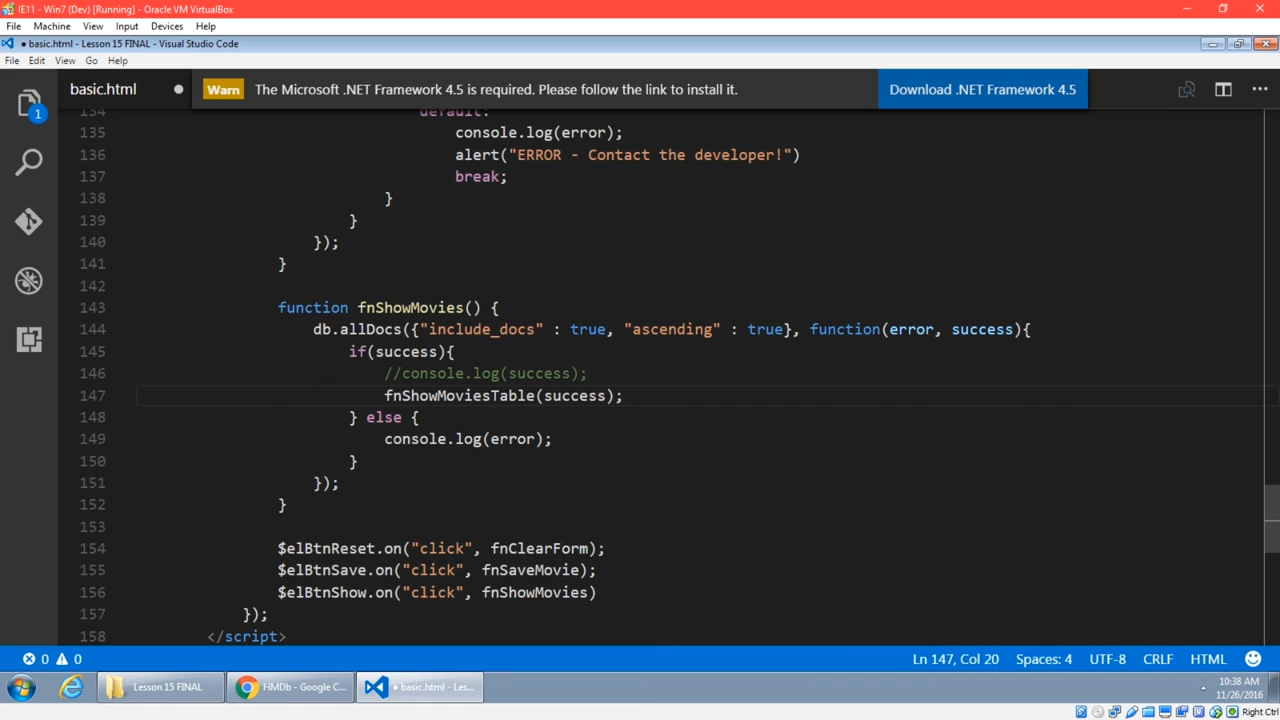 IE11 - Win7 (Dev) [Running] - Oracle VM VirtualBox
File Machine View Input Devices Help
● basic.html - Lesson 15 FINAL - Visual Studio Code
File Edit View Go Help
basic.html ● Warn The Microsoft .NET Framework 4.5 is required. Please follow the link to install it. Download .NET Framework 4.5
1
134 default:
135 console.log(error);
136 alert("ERROR - Contact the developer!")
137 break;
138 }
139 }
140 });
141 }
142
143 function fnShowMovies() {
144 db.allDocs({"include_docs" : true, "ascending" : true}, function(error, success){
145 if(success){
146 //console.log(success);
147 fnShowMoviesTable(success);
148 } else {
149 console.log(error);
150 }
151 });
152 }
153
154 $elBtnReset.on("click", fnClearForm);
155 $elBtnSave.on("click", fnSaveMovie);
156 $elBtnShow.on("click", fnShowMovies)
157 });
158 </script>
0 0 Ln 147, Col 20 Spaces: 4 UTF-8 CRLF HTML
Lesson 15 FINAL HMDb - Google C... ● basic.html - Les... 10:38 AM
11/26/2016
Right Ctrl